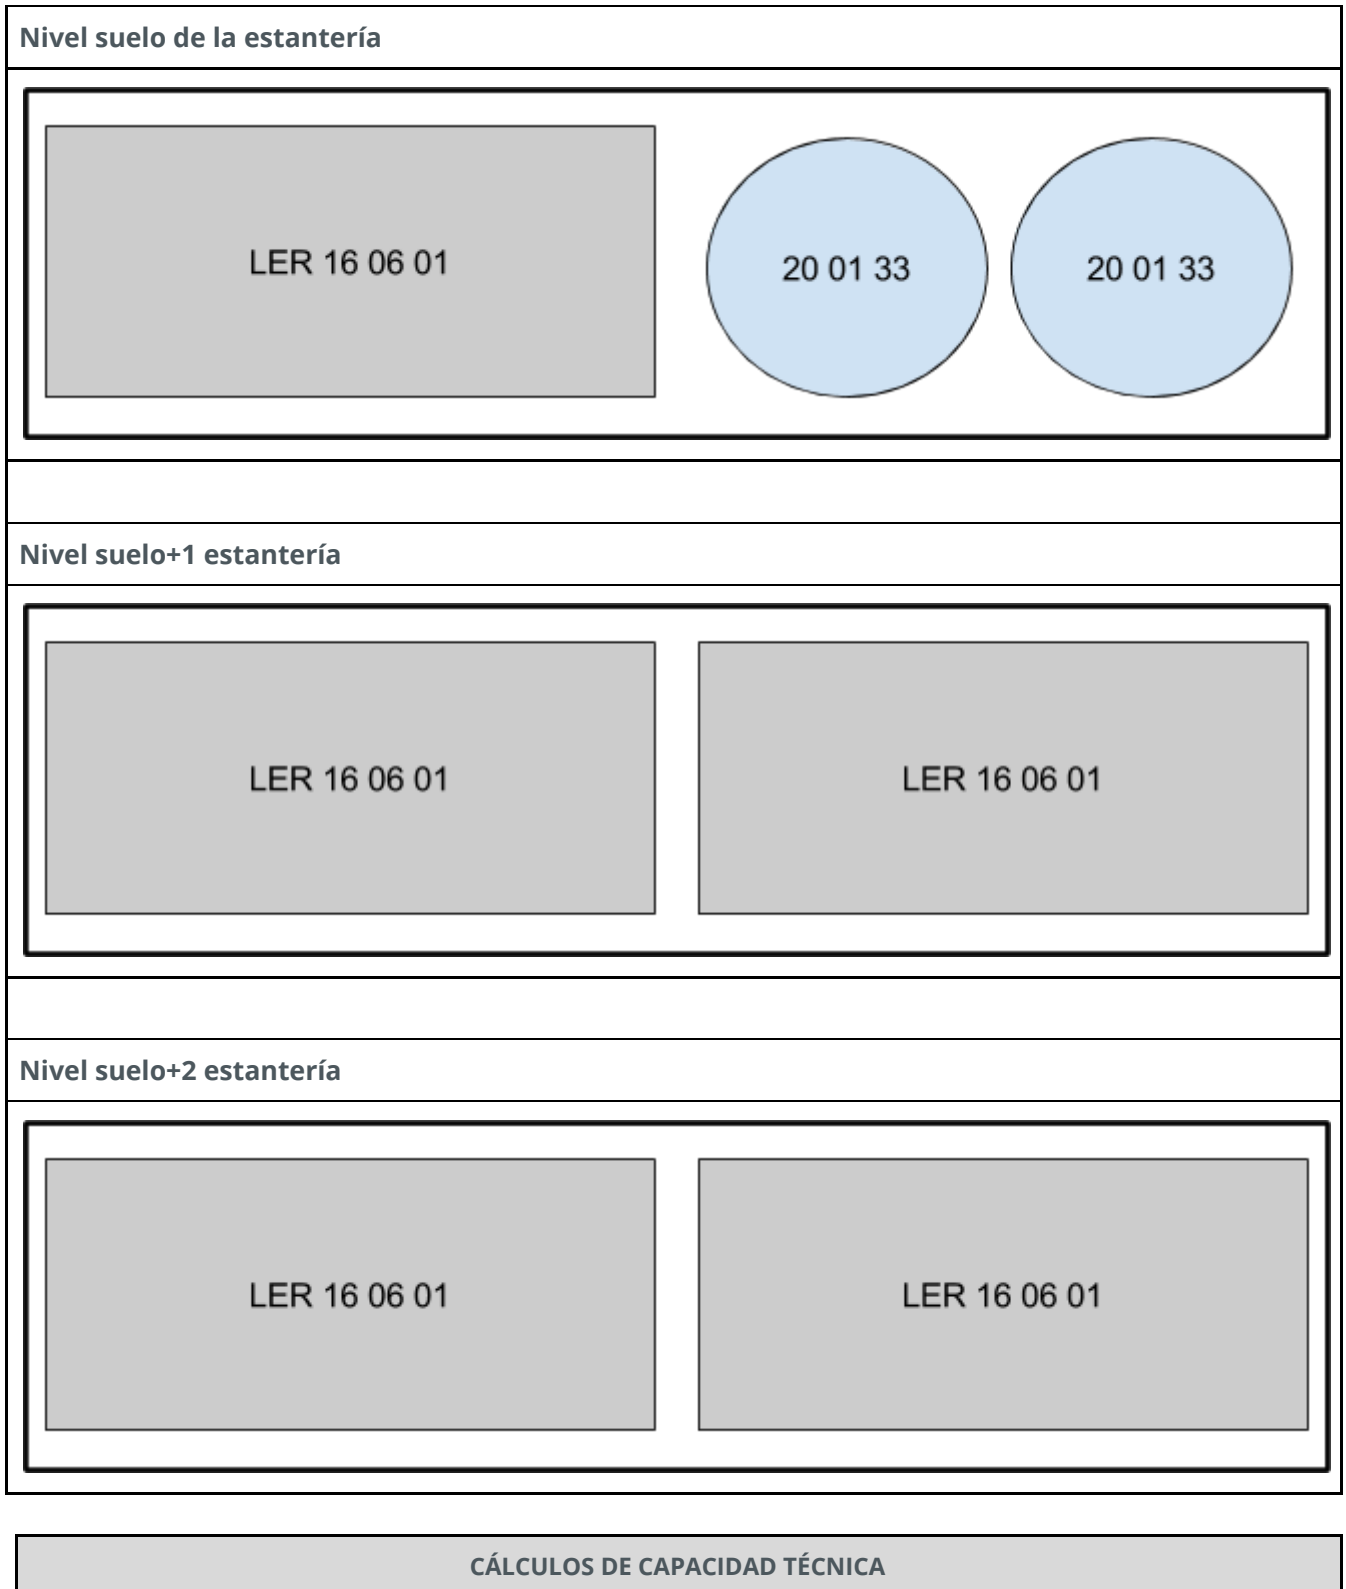 Nivel suelo de la estantería
LER 16 06 01
20 01 33
20 01 33
Nivel suelo+1 estantería
LER 16 06 01
LER 16 06 01
Nivel suelo+2 estantería
LER 16 06 01
LER 16 06 01
CÁLCULOS DE CAPACIDAD TÉCNICA